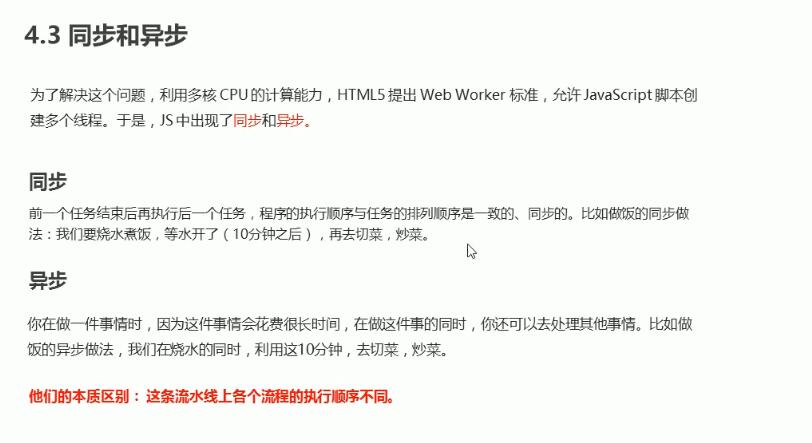 4.3 同步和异步
为了解决这个问题，利用多核 CPU 的计算能力，HTML5 提出 Web Worker 标准，允许 JavaScript 脚本创
建多个线程。于是，JS 中出现了同步和异步。
同步
前一个任务结束后再执行后一个任务，程序的执行顺序与任务的排列顺序是一致的、同步的。比如做饭的同步做
法：我们要烧水煮饭，等水开了（10分钟之后），再去切菜，炒菜。
异步
你在做一件事情时，因为这件事情会花费很长时间，在做这件事的同时，你还可以去处理其他事情。比如做
饭的异步做法，我们在烧水的同时，利用这10分钟，去切菜，炒菜。
他们的本质区别： 这条流水线上各个流程的执行顺序不同。